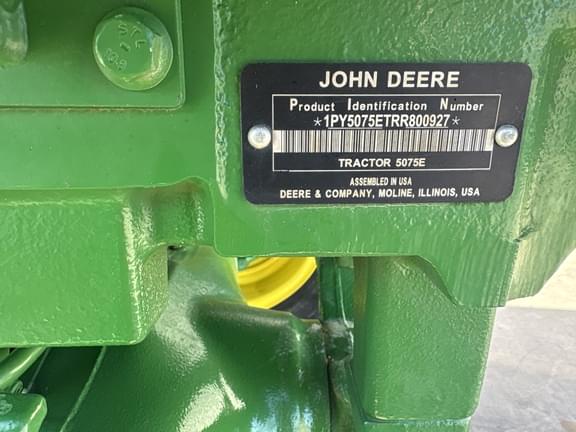 JOHN DEERE
Product Identification Number
*1PY5075ETRR800927*
TRACTOR 5075E
ASSEMBLED IN USA
DEERE & COMPANY, MOLINE, ILLINOIS, USA